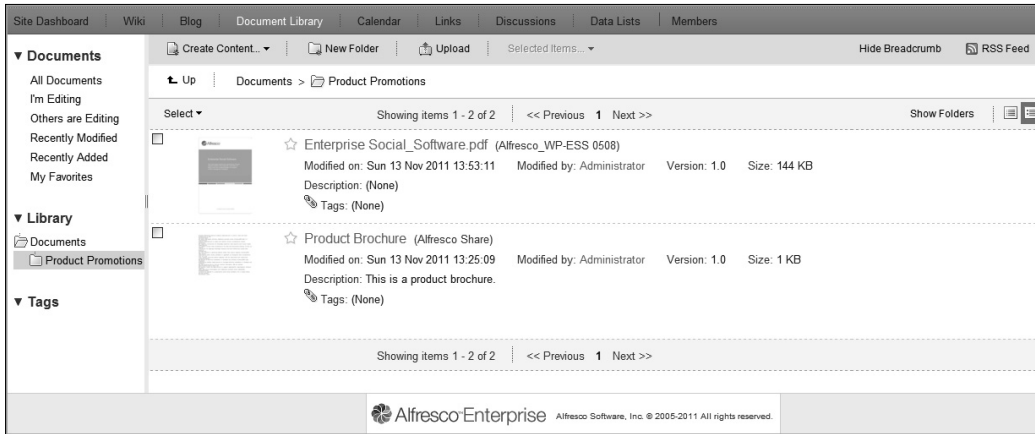 Site Dashboard Wiki Blog Document Library Calendar Links Discussions Data Lists Members
Documents
All Documents
I'm Editing
Others are Editing
Recently Modified
Recently Added
My Favorites
Library
Documents
Product Promotions
Tags
Create Content... New Folder Upload Selected Items... Hide Breadcrumb RSS Feed
Up Documents > Product Promotions
Select Showing items 1 - 2 of 2 << Previous 1 Next >> Show Folders
Enterprise Social_Software.pdf (Alfresco_WP-ESS 0508)
Modified on: Sun 13 Nov 2011 13:53:11 Modified by: Administrator Version: 1.0 Size: 144 KB
Description: (None)
Tags: (None)
Product Brochure (Alfresco Share)
Modified on: Sun 13 Nov 2011 13:25:09 Modified by: Administrator Version: 1.0 Size: 1 KB
Description: This is a product brochure.
Tags: (None)
Showing items 1 - 2 of 2 << Previous 1 Next >>
Alfresco Enterprise Alfresco Software, Inc. © 2005-2011 All rights reserved.